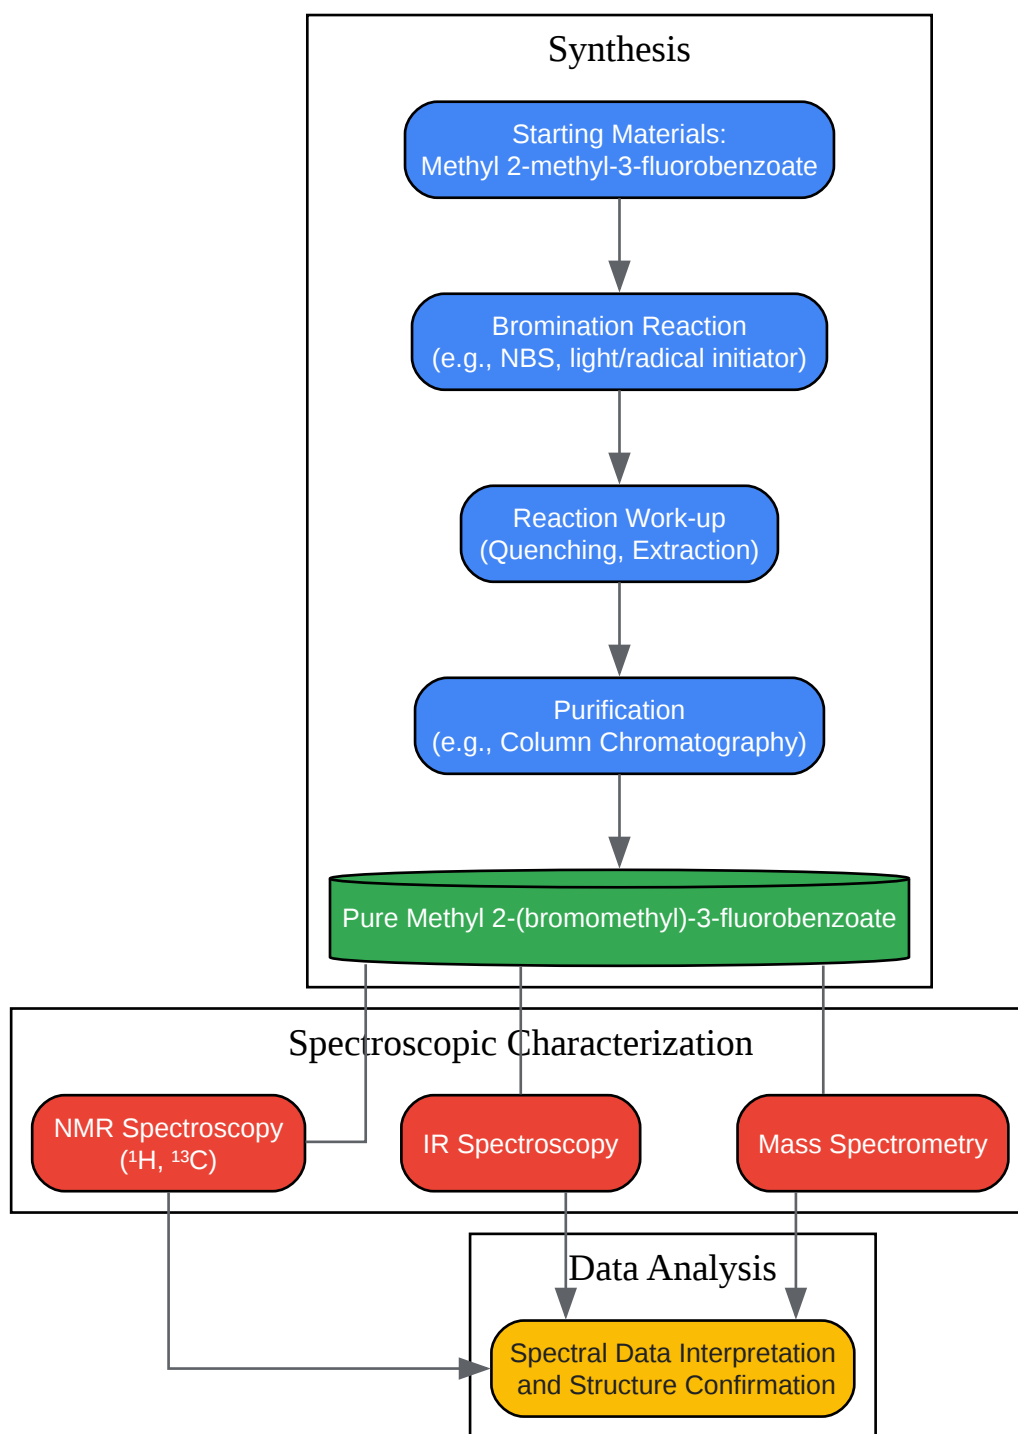 Synthesis
Starting Materials:
Methyl 2-methyl-3-fluorobenzoate
Bromination Reaction
(e.g., NBS, light/radical initiator)
Reaction Work-up
(Quenching, Extraction)
Purification
(e.g., Column Chromatography)
Pure Methyl 2-(bromomethyl)-3-fluorobenzoate
Spectroscopic Characterization
NMR Spectroscopy
(¹H, ¹³C)
IR Spectroscopy
Mass Spectrometry
Data Analysis
Spectral Data Interpretation
and Structure Confirmation